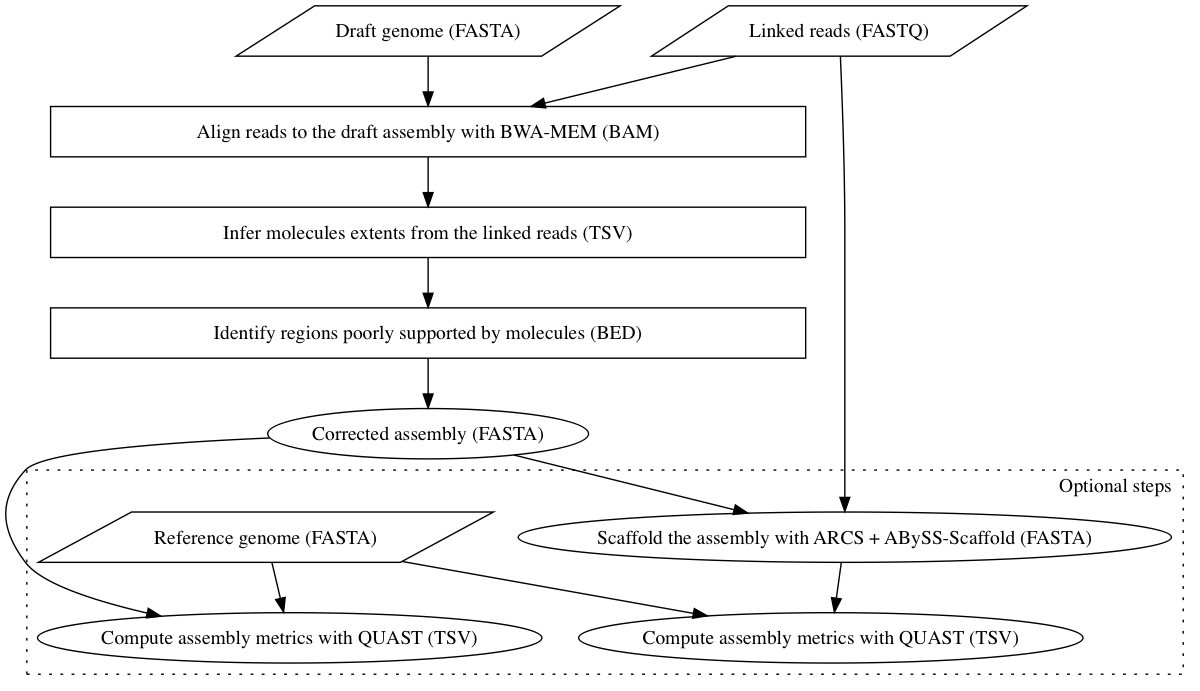 Draft genome (FASTA)
Linked reads (FASTQ)
Align reads to the draft assembly with BWA-MEM (BAM)
Infer molecules extents from the linked reads (TSV)
Identify regions poorly supported by molecules (BED)
Corrected assembly (FASTA)
Optional steps
Reference genome (FASTA)
Scaffold the assembly with ARCS + ABySS-Scaffold (FASTA)
Compute assembly metrics with QUAST (TSV)
Compute assembly metrics with QUAST (TSV)